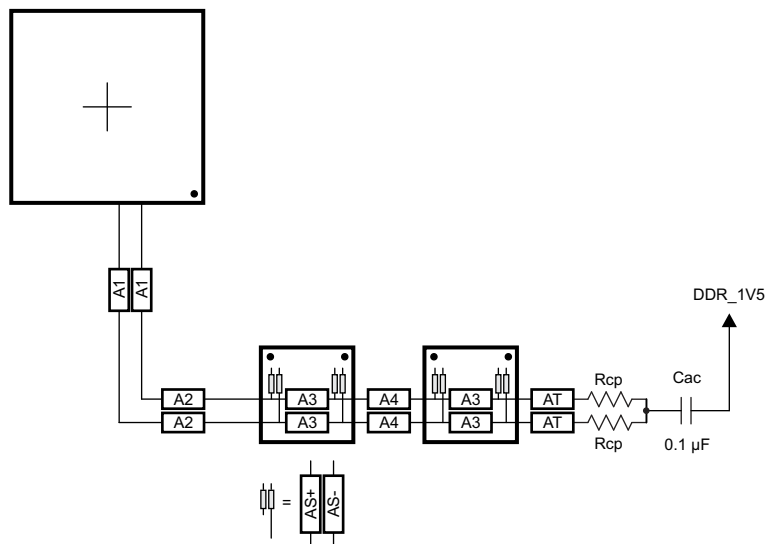 A1 A1
DDR_1V5
Rcp Cac
A2 A3 A4 A3 AT
A2 A3 A4 A3 AT
Rcp 0.1 µF
= AS+ AS-